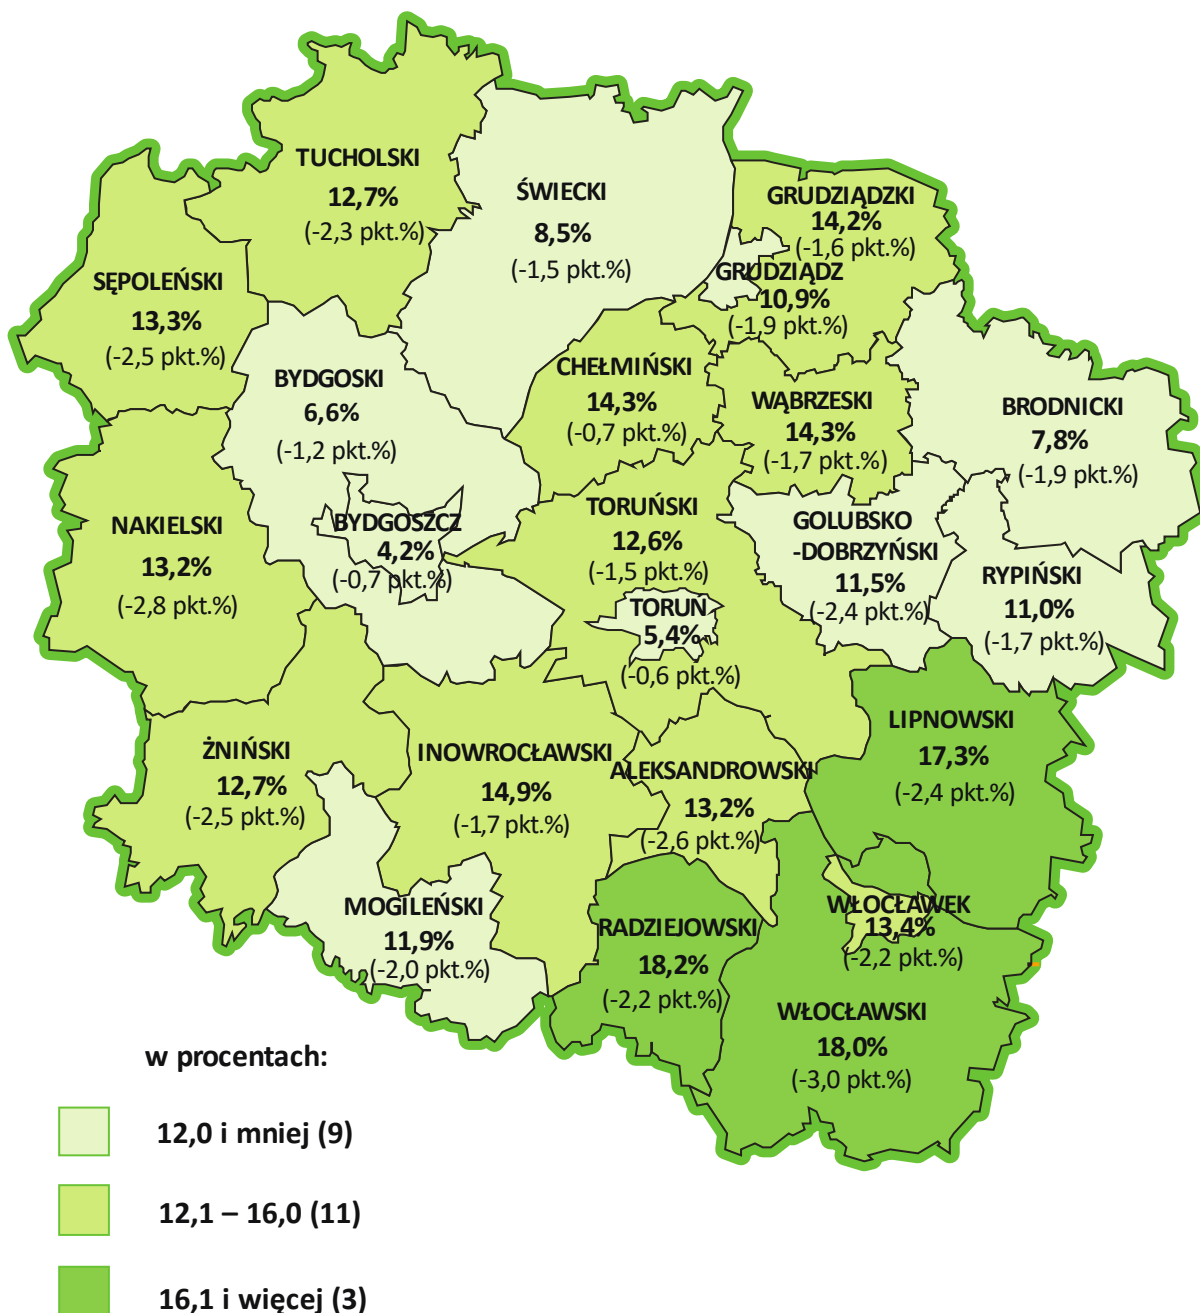 TUCHOLSKI
12,7%
(-2,3 pkt.%)
ŚWIECKI
8,5%
(-1,5 pkt.%)
GRUDZIĄDZKI
14,2%
(-1,6 pkt.%)
GRUDZIĄDZ
10,9%
(-1,9 pkt.%)
SĘPOLEŃSKI
13,3%
(-2,5 pkt.%)
BYDGOSKI
6,6%
(-1,2 pkt.%)
CHEŁMIŃSKI
14,3%
(-0,7 pkt.%)
WĄBRZESKI
14,3%
(-1,7 pkt.%)
BRODNICKI
7,8%
(-1,9 pkt.%)
NAKIELSKI
13,2%
(-2,8 pkt.%)
BYDGOSZCZ
4,2%
(-0,7 pkt.%)
TORUŃSKI
12,6%
(-1,5 pkt.%)
GOLUBSKO
-DOBRZYŃSKI
11,5%
(-2,4 pkt.%)
RYPIŃSKI
11,0%
(-1,7 pkt.%)
TORUŃ
5,4%
(-0,6 pkt.%)
LIPNOWSKI
17,3%
(-2,4 pkt.%)
ŻNIŃSKI
12,7%
(-2,5 pkt.%)
INOWROCŁAWSKI
14,9%
(-1,7 pkt.%)
ALEKSANDROWSKI
13,2%
(-2,6 pkt.%)
MOGILEŃSKI
11,9%
(-2,0 pkt.%)
RADZIEJOWSKI
18,2%
(-2,2 pkt.%)
WŁOCŁAWEK
13,4%
(-2,2 pkt.%)
WŁOCŁAWSKI
18,0%
(-3,0 pkt.%)
w procentach:
12,0 i mniej (9)
12,1 – 16,0 (11)
16,1 i więcej (3)